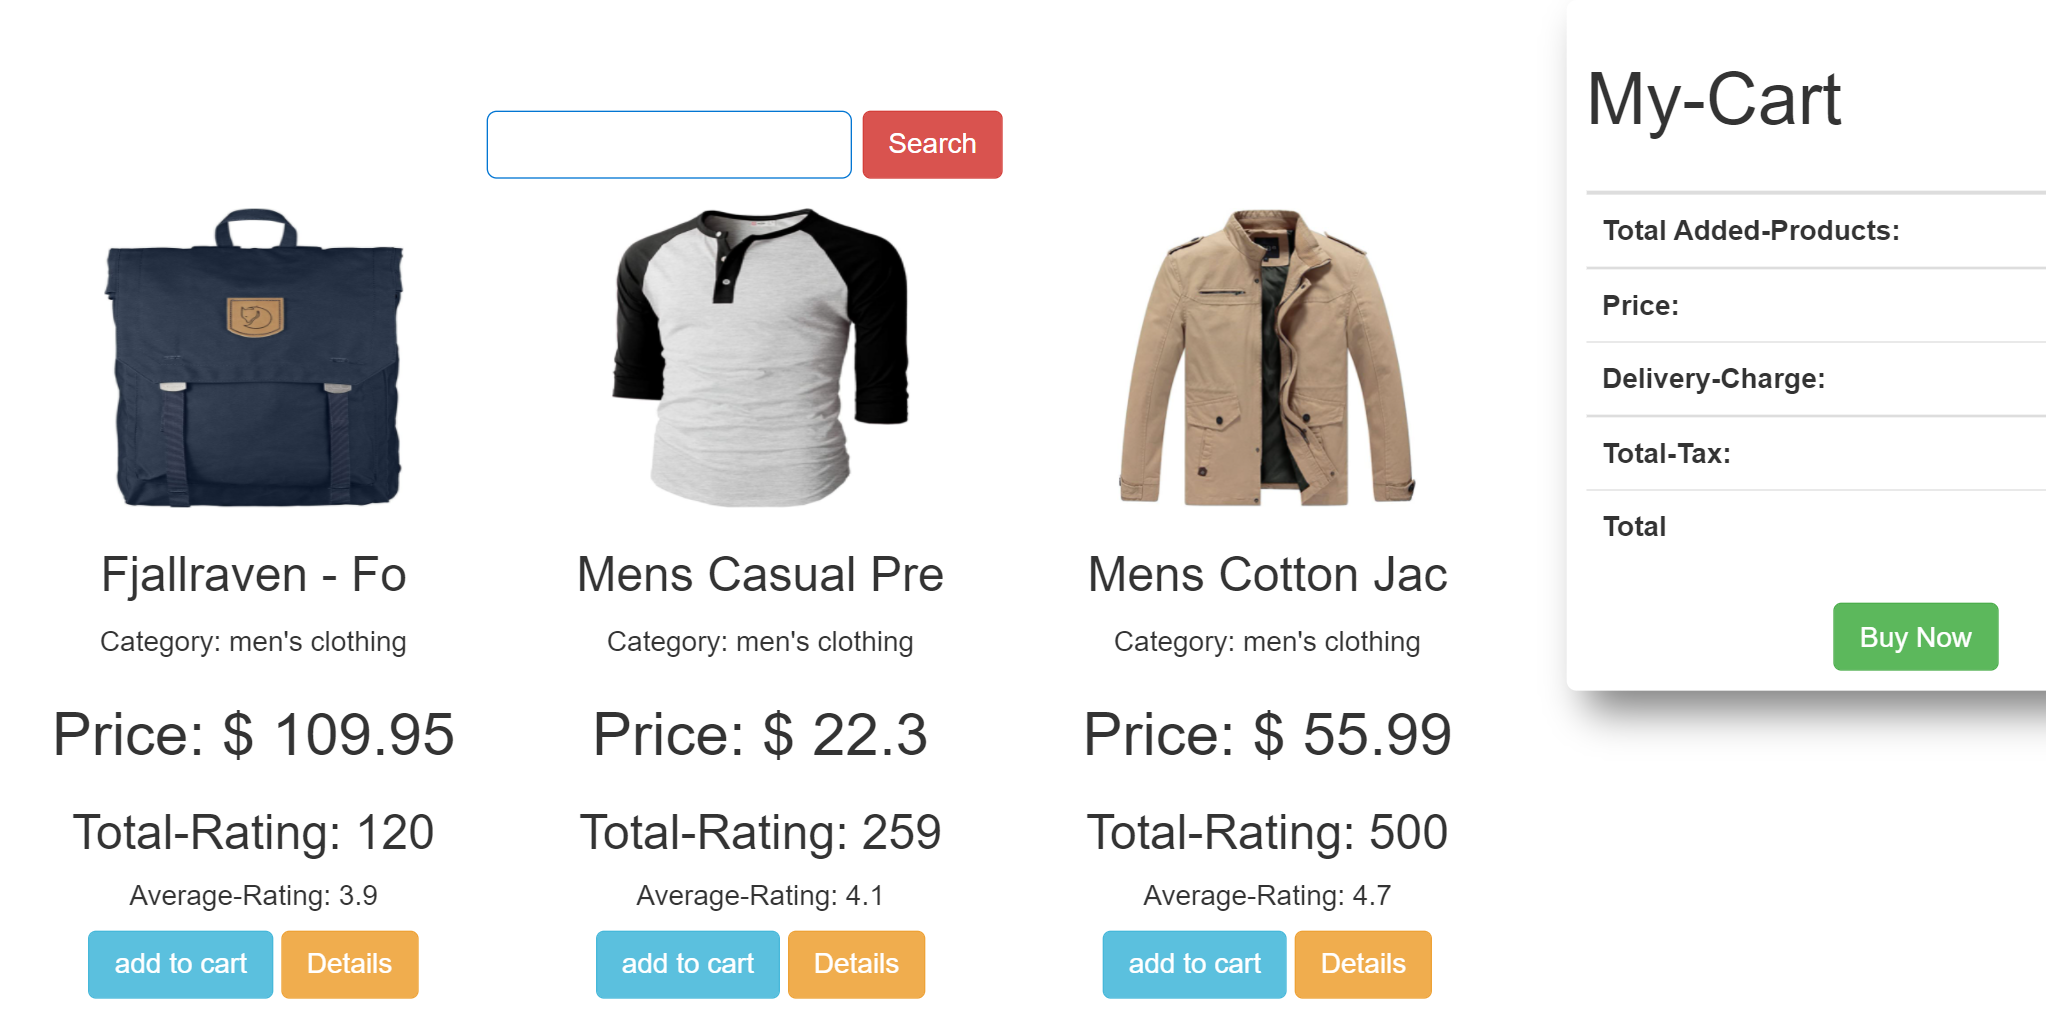 Search
Fjallraven - Fo
Category: men's clothing
Price: $ 109.95
Total-Rating: 120
Average-Rating: 3.9
add to cart
Details
Mens Casual Pre
Category: men's clothing
Price: $ 22.3
Total-Rating: 259
Average-Rating: 4.1
add to cart
Details
Mens Cotton Jac
Category: men's clothing
Price: $ 55.99
Total-Rating: 500
Average-Rating: 4.7
add to cart
Details
My-Cart
Total Added-Products:
Price:
Delivery-Charge:
Total-Tax:
Total
Buy Now